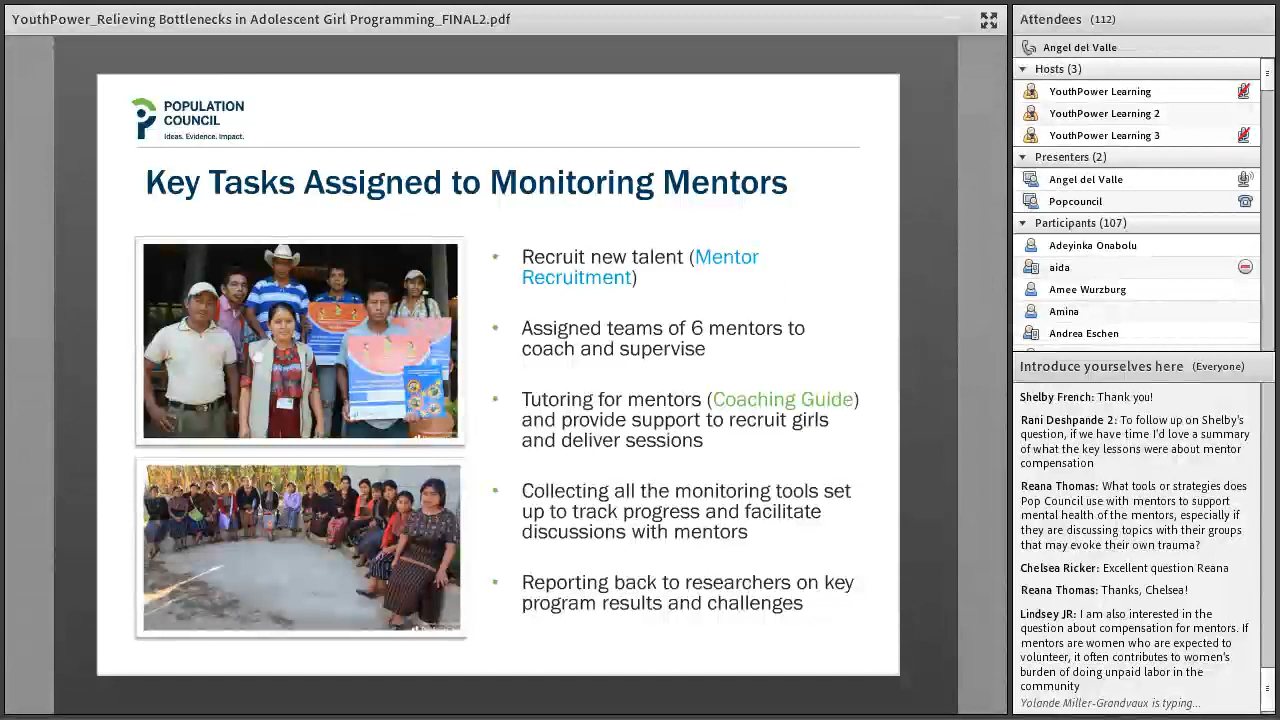 YouthPower_Relieving Bottlenecks in Adolescent Girl Programming_FINAL2.pdf
POPULATION
COUNCIL
Ideas. Evidence. Impact.
Key Tasks Assigned to Monitoring Mentors
• Recruit new talent (Mentor
Recruitment)
• Assigned teams of 6 mentors to
coach and supervise
• Tutoring for mentors (Coaching Guide)
and provide support to recruit girls
and deliver sessions
• Collecting all the monitoring tools set
up to track progress and facilitate
discussions with mentors
• Reporting back to researchers on key
program results and challenges
Attendees (112)
Angel del Valle
Hosts (3)
YouthPower Learning
YouthPower Learning 2
YouthPower Learning 3
Presenters (2)
Angel del Valle
Popcouncil
Participants (107)
Adeyinka Onabolu
aida
Amee Wurzburg
Amina
Andrea Eschen
Introduce yourselves here (Everyone)
Shelby French: Thank you!
Rani Deshpande 2: To follow up on Shelby's
question, if we have time I'd love a summary
of what the key lessons were about mentor
compensation
Reana Thomas: What tools or strategies does
Pop Council use with mentors to support
mental health of the mentors, especially if
they are discussing topics with their groups
that may evoke their own trauma?
Chelsea Ricker: Excellent question Reana
Reana Thomas: Thanks, Chelsea!
Lindsey JR: I am also interested in the
question about compensation for mentors. If
mentors are women who are expected to
volunteer, it often contributes to women's
burden of doing unpaid labor in the
community
Yolande Miller-Grandvaux is typing...